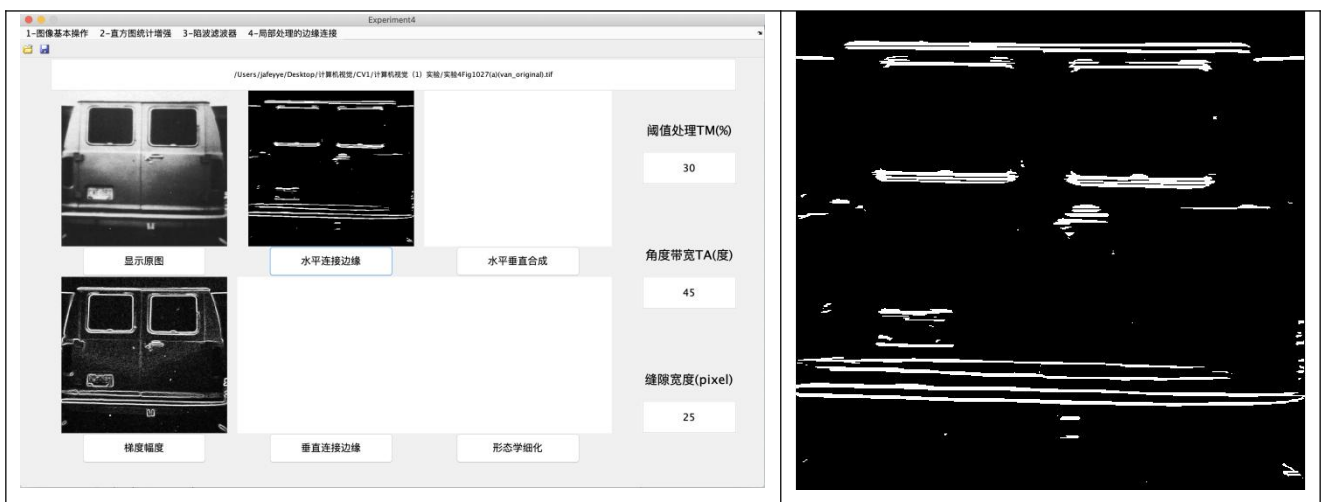 Experiment4
1-图像基本操作 2-直方图统计增强 3-陷波滤波器 4-局部处理的边缘连接
/Users/jafeyye/Desktop/计算机视觉/CV1/计算机视觉（1）实验/实验4Fig1027(a)(van_original).tif
阈值处理TM(%)
30
显示原图 水平连接边缘 水平垂直合成
角度带宽TA(度)
45
缝隙宽度(pixel)
25
梯度幅度 垂直连接边缘 形态学细化